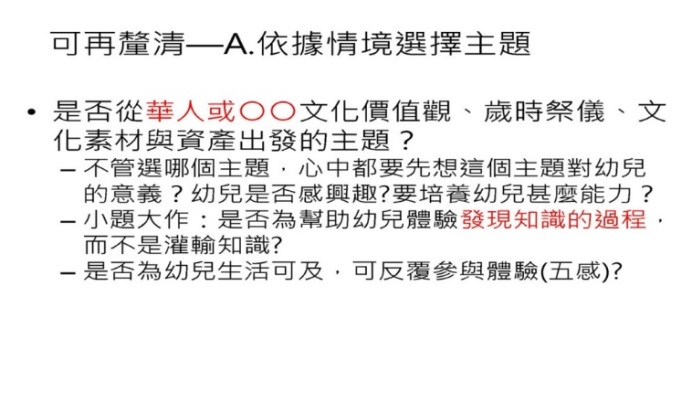 可再釐清—A.依據情境選擇主題
• 是否從華人或〇〇文化價值觀、歲時祭儀、文
化素材與資產出發的主題？
– 不管選哪個主題，心中都要先想這個主題對幼兒
的意義？幼兒是否感興趣?要培養幼兒甚麼能力？
– 小題大作：是否為幫助幼兒體驗發現知識的過程，
而不是灌輸知識?
– 是否為幼兒生活可及，可反覆參與體驗(五感)?